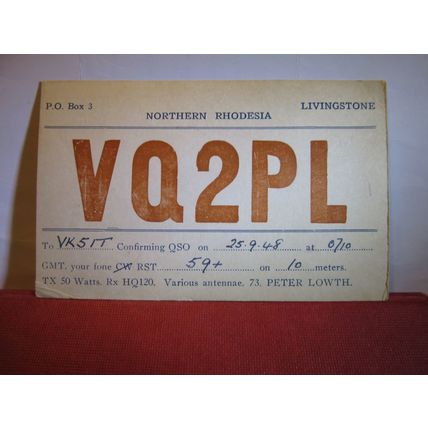 P.O. Box 3 LIVINGSTONE
NORTHERN RHODESIA
VQ2PL
To VK5IT Confirming QSO on 25.9.48 at 0710
GMT. your fone CW RST 59+ on 10 meters.
TX 50 Watts. Rx HQ120. Various antennae. 73. PETER LOWTH.